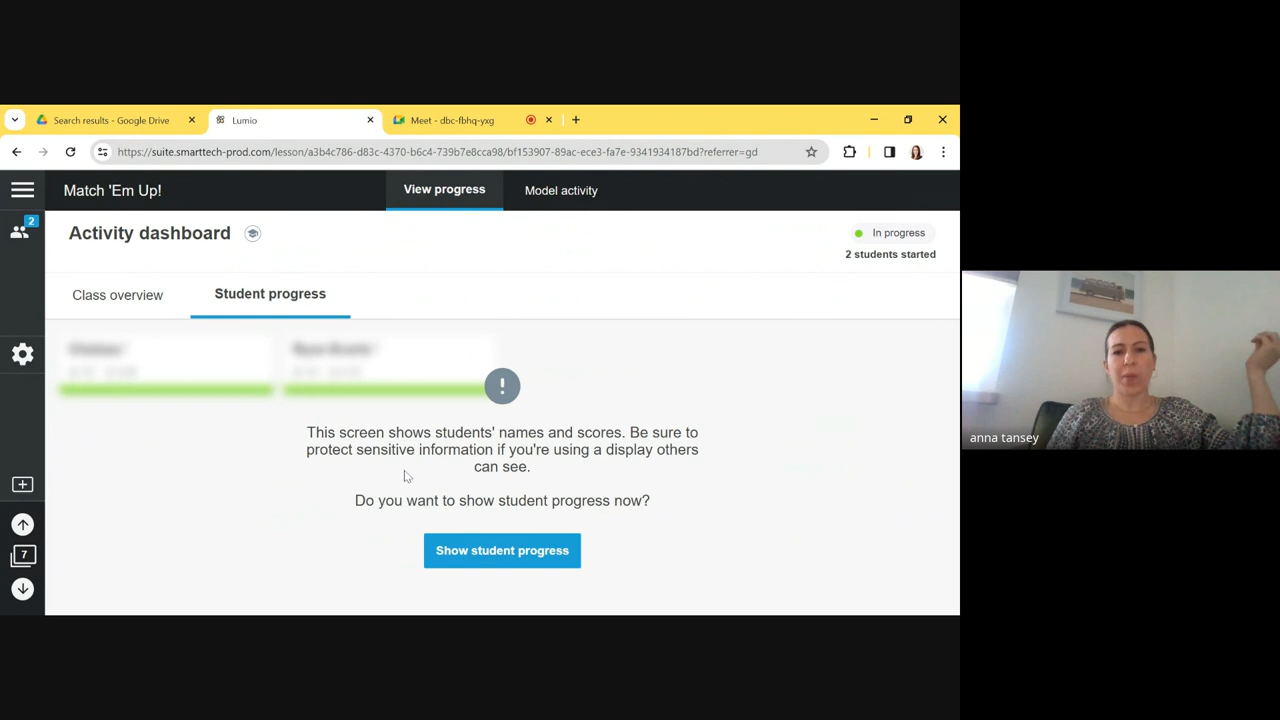 Search results - Google Drive
Lumio
Meet - dbc-fbhq-yxg
https://suite.smarttech-prod.com/lesson/a3b4c786-d83c-4370-b6c4-739b7e8cca98/bf153907-89ac-ece3-fa7e-9341934187bd?referrer=gd
Match 'Em Up!
View progress
Model activity
2
Activity dashboard
In progress
2 students started
Class overview
Student progress
!
This screen shows students' names and scores. Be sure to
protect sensitive information if you're using a display others
can see.
Do you want to show student progress now?
Show student progress
7
anna tansey